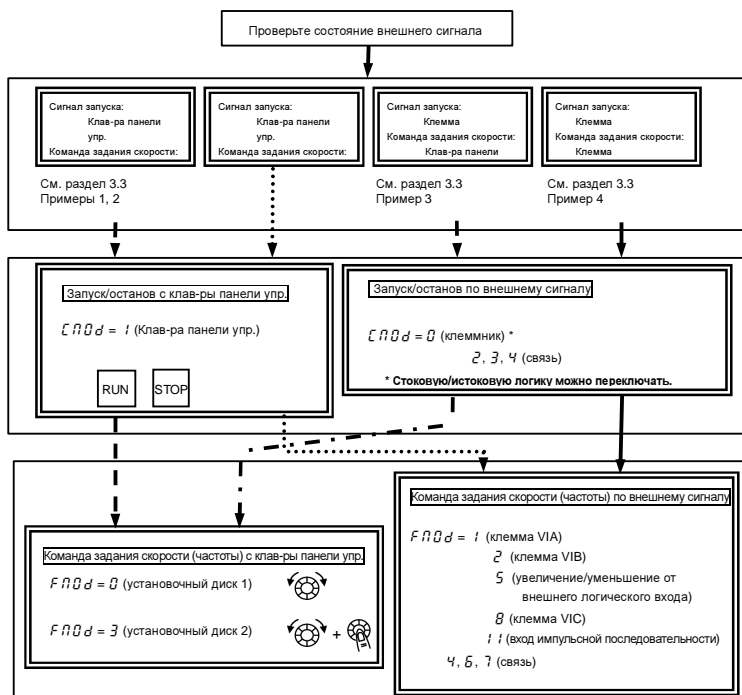 Проверьте состояние внешнего сигнала
Сигнал запуска:
Клав-ра панели
упр.
Команда задания скорости:
Сигнал запуска:
Клав-ра панели
упр.
Команда задания скорости:
Сигнал запуска:
Клемма
Команда задания скорости:
Клав-ра панели
Сигнал запуска:
Клемма
Команда задания скорости:
Клемма
См. раздел 3.3
Примеры 1, 2
См. раздел 3.3
Пример 3
См. раздел 3.3
Пример 4
Запуск/останов с клав-ры панели упр.
CMOd = 1 (Клав-ра панели упр.)
RUN
STOP
Запуск/останов по внешнему сигналу
CMOd = 0 (клеммник) *
2, 3, 4 (связь)
* Стоковую/истоковую логику можно переключать.
Команда задания скорости (частоты) с клав-ры панели упр.
FMOd = 0 (установочный диск 1)
FMOd = 3 (установочный диск 2)
+
Команда задания скорости (частоты) по внешнему сигналу
FMOd = 1 (клемма VIA)
2 (клемма VIB)
5 (увеличение/уменьшение от
внешнего логического входа)
8 (клемма VIC)
11 (вход импульсной последовательности)
4, 6, 7 (связь)